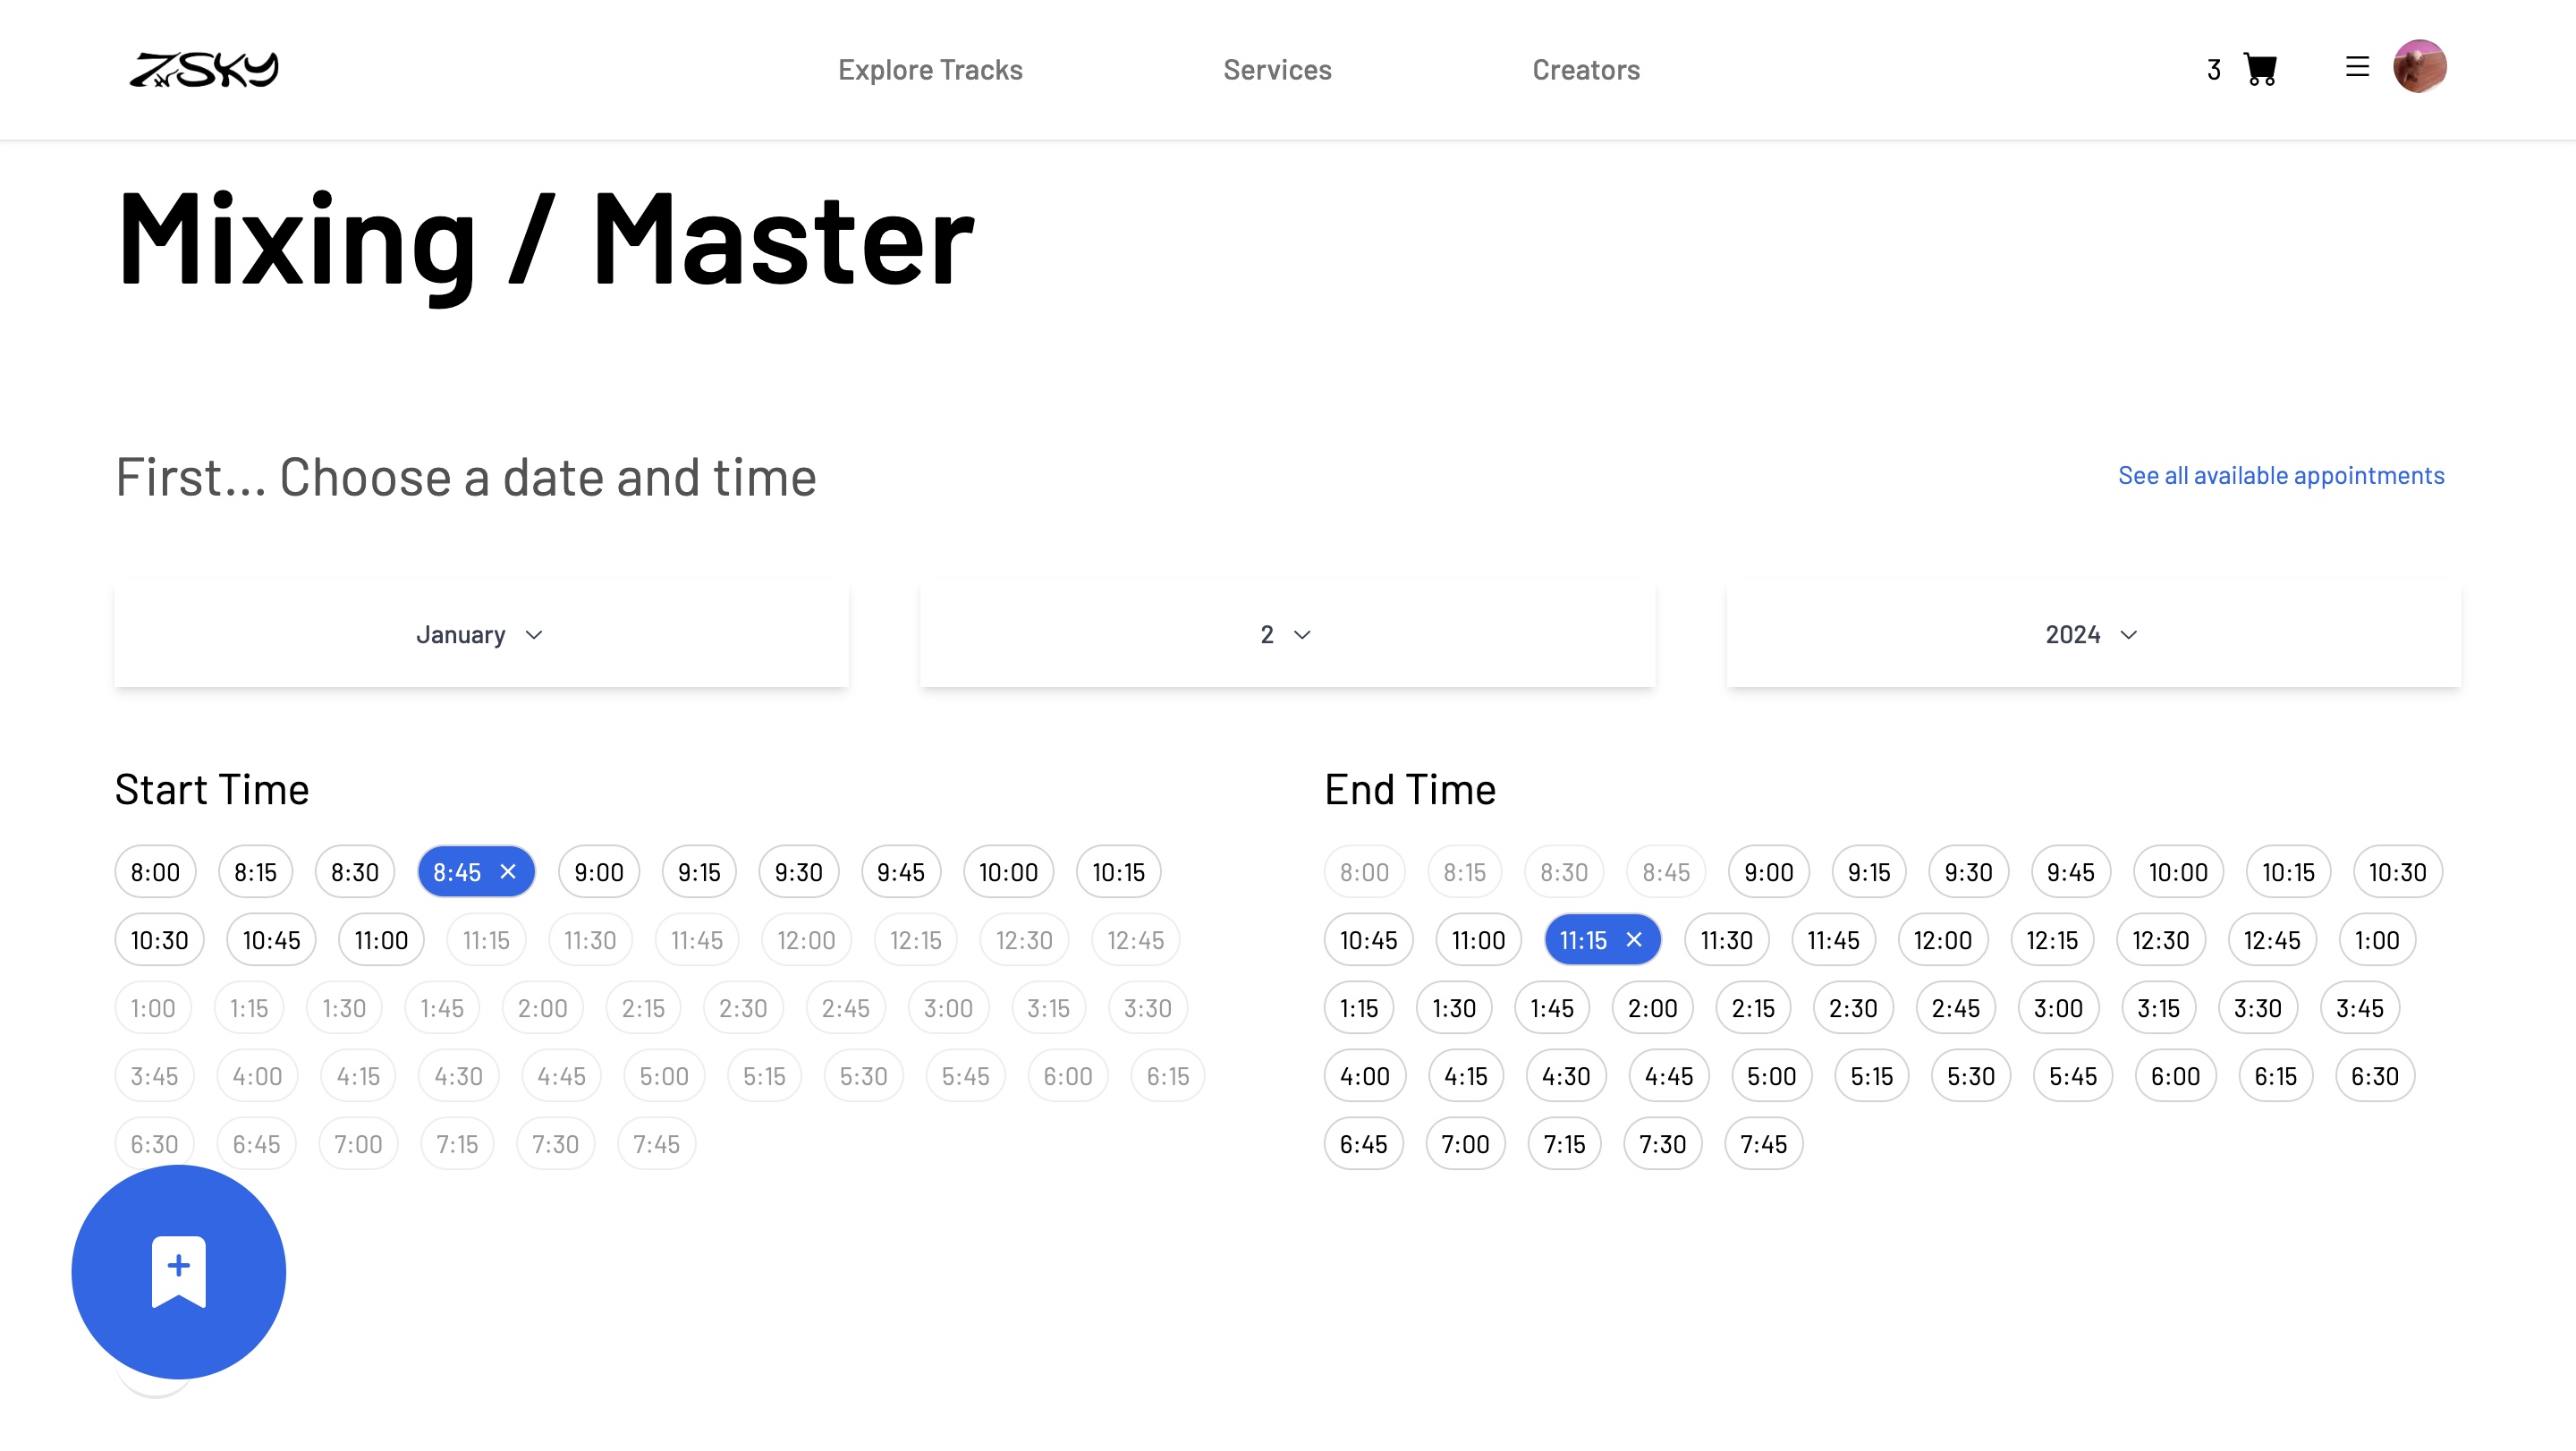 ZSKY
Explore Tracks Services Creators 3
Mixing / Master
First... Choose a date and time See all available appointments
January 2 2024
Start Time
8:00 8:15 8:30 8:45 9:00 9:15 9:30 9:45 10:00 10:15
10:30 10:45 11:00 11:15 11:30 11:45 12:00 12:15 12:30 12:45
1:00 1:15 1:30 1:45 2:00 2:15 2:30 2:45 3:00 3:15 3:30
3:45 4:00 4:15 4:30 4:45 5:00 5:15 5:30 5:45 6:00 6:15
6:30 6:45 7:00 7:15 7:30 7:45
End Time
8:00 8:15 8:30 8:45 9:00 9:15 9:30 9:45 10:00 10:15 10:30
10:45 11:00 11:15 11:30 11:45 12:00 12:15 12:30 12:45 1:00
1:15 1:30 1:45 2:00 2:15 2:30 2:45 3:00 3:15 3:30 3:45
4:00 4:15 4:30 4:45 5:00 5:15 5:30 5:45 6:00 6:15 6:30
6:45 7:00 7:15 7:30 7:45